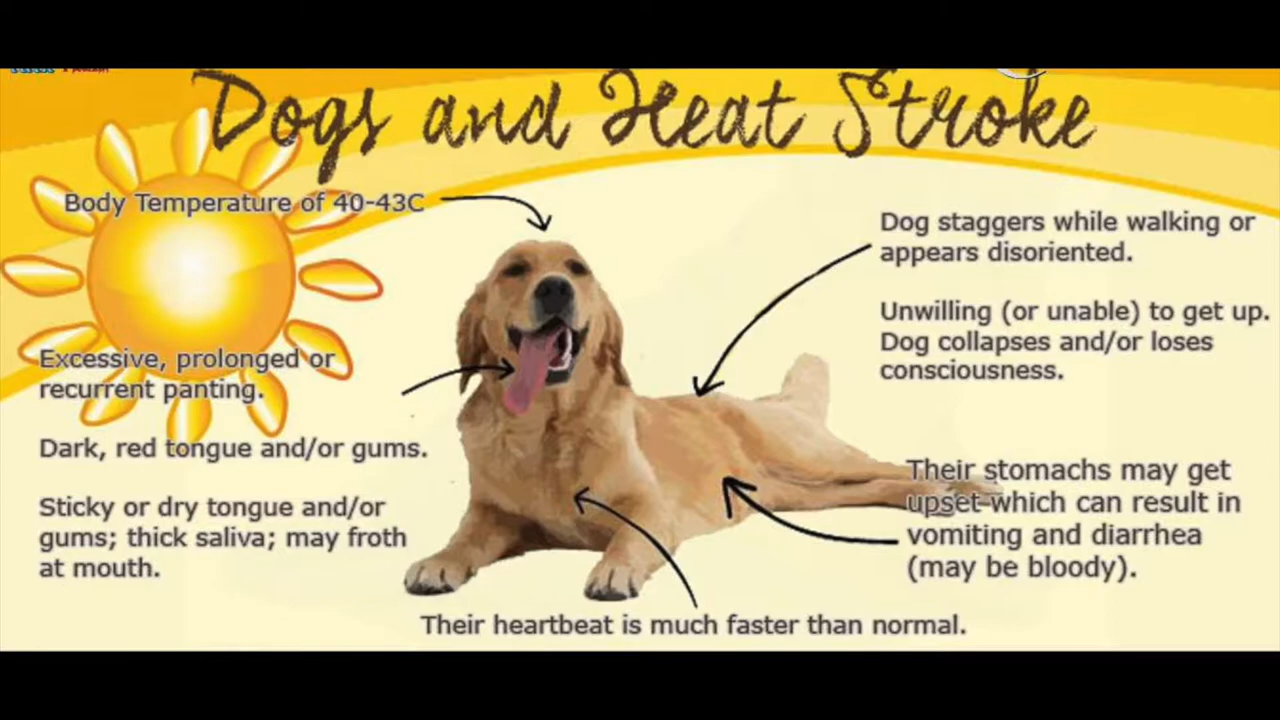 Dogs and Heat Stroke
Body Temperature of 40-43C
Excessive, prolonged or
recurrent panting.
Dark, red tongue and/or gums.
Sticky or dry tongue and/or
gums; thick saliva; may froth
at mouth.
Dog staggers while walking or
appears disoriented.
Unwilling (or unable) to get up.
Dog collapses and/or loses
consciousness.
Their stomachs may get
upset which can result in
vomiting and diarrhea
(may be bloody).
Their heartbeat is much faster than normal.